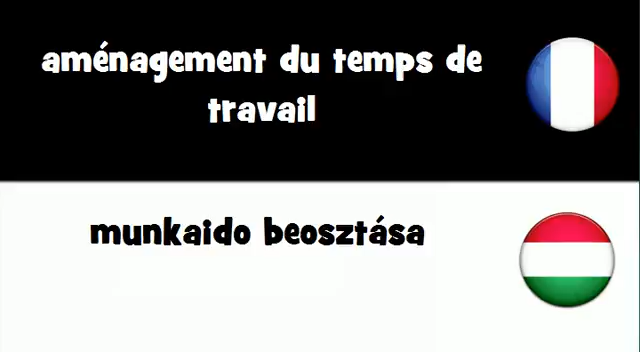 aménagement du temps de
travail
munkaido beosztása